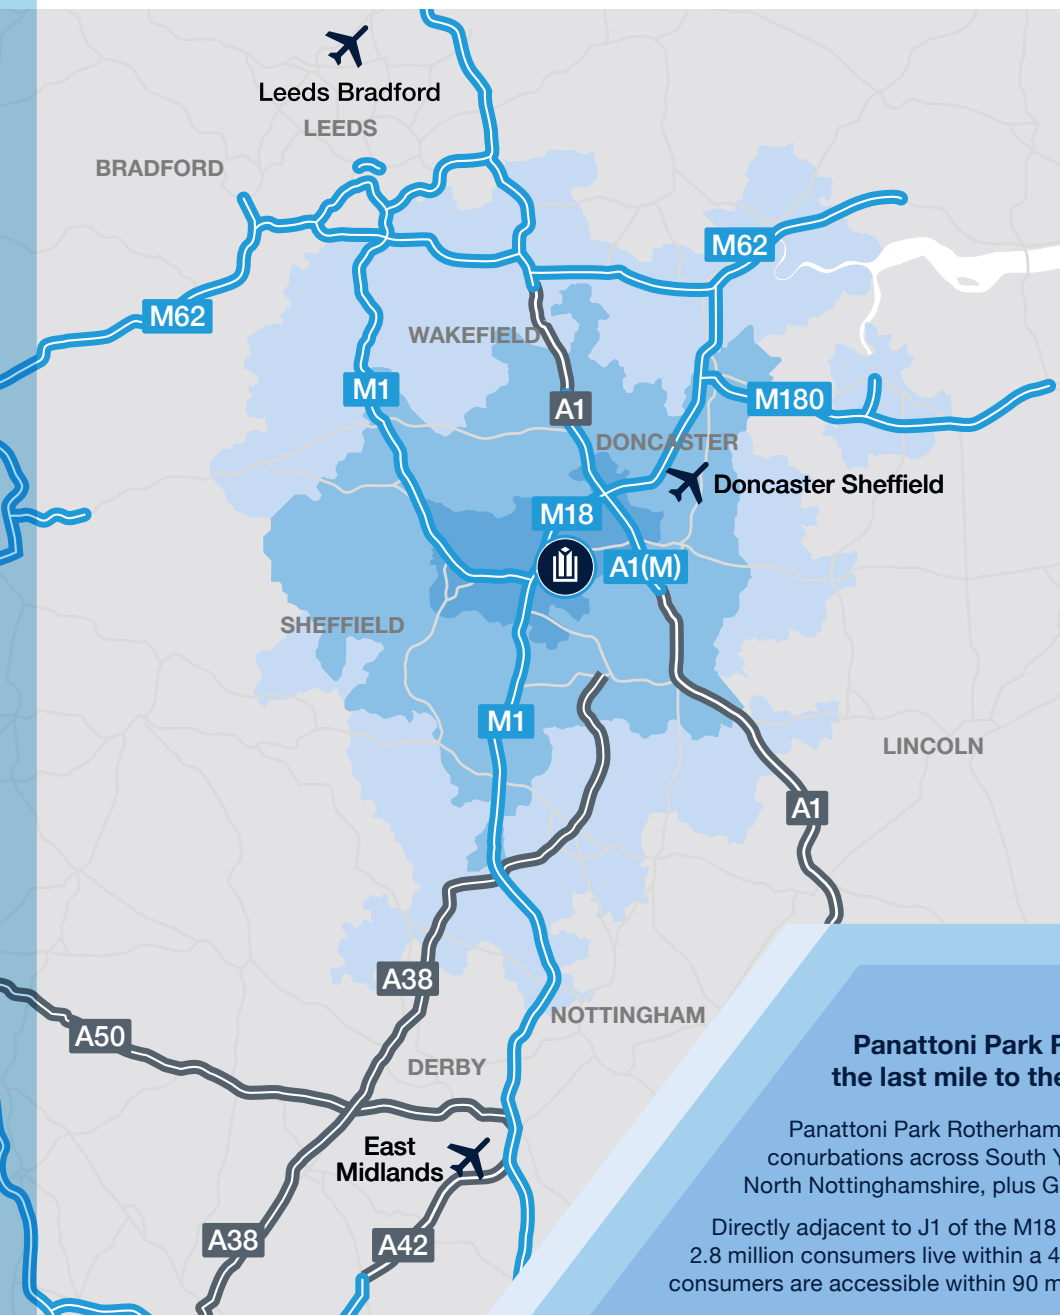 Leeds Bradford
LEEDS
BRADFORD
M62
M62
WAKEFIELD
M1
A1
M180
DONCASTER
Doncaster Sheffield
M18
A1(M)
SHEFFIELD
M1
LINCOLN
A1
A38
NOTTINGHAM
A50
DERBY
East
Midlands
A38
A42
Panattoni Park R
the last mile to the
Panattoni Park Rotherham
conurbations across South Y
North Nottinghamshire, plus G
Directly adjacent to J1 of the M18
2.8 million consumers live within a 4
consumers are accessible within 90 m